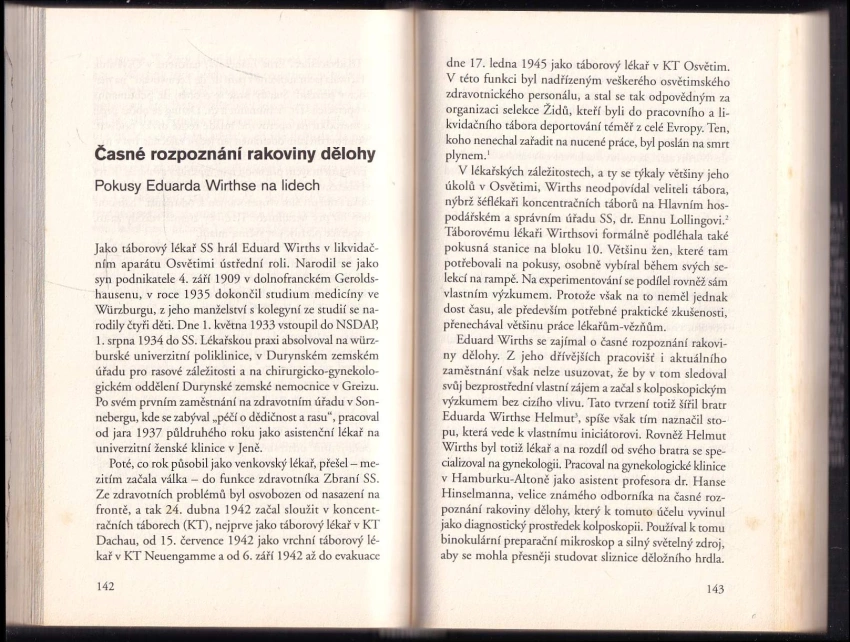 Časné rozpoznání rakoviny dělohy
Pokusy Eduarda Wirthse na lidech
Jako táborový lékař SS hrál Eduard Wirths v likvidač-
ním aparátu Osvětimi ústřední roli. Narodil se jako
syn podnikatele 4. září 1909 v dolnofranckém Gerolds-
hausenu, v roce 1935 dokončil studium medicíny ve
Würzburgu, z jeho manželství s kolegyní ze studií se na-
rodily čtyři děti. Dne 1. května 1933 vstoupil do NSDAP,
1. srpna 1934 do SS. Lékařskou praxi absolvoval na würz-
burské univerzitní poliklinice, v Durynském zemském
úřadu pro rasové záležitosti a na chirurgicko-gynekolo-
gickém oddělení Durynské zemské nemocnice v Greizu.
Po svém prvním zaměstnání na zdravotním úřadu v Son-
nebergu, kde se zabýval „péčí o dědičnost a rasu“, pracoval
od jara 1937 půldruhého roku jako asistenční lékař na
univerzitní ženské klinice v Jeně.
Poté, co rok působil jako venkovský lékař, přešel – me-
zitím začala válka – do funkce zdravotníka Zbraní SS.
Ze zdravotních problémů byl osvobozen od nasazení na
frontě, a tak 24. dubna 1942 začal sloužit v koncent-
račních táborech (KT), nejprve jako táborový lékař v KT
Dachau, od 15. července 1942 jako vrchní táborový lé-
kař v KT Neuengamme a od 6. září 1942 až do evakuace
142
dne 17. ledna 1945 jako táborový lékař v KT Osvětim.
V této funkci byl nadřízeným veškerého osvětimského
zdravotnického personálu, a stal se tak odpovědným za
organizaci selekce Židů, kteří byli do pracovního a li-
kvidačního tábora deportováni téměř z celé Evropy. Ten,
koho nenechal zařadit na nucené práce, byl poslán na smrt
plynem.¹
V lékařských záležitostech, a ty se týkaly většiny jeho
úkolů v Osvětimi, Wirths neodpovídal veliteli tábora,
nýbrž šéflékaři koncentračních táborů na Hlavním hos-
podářském a správním úřadu SS, dr. Ennu Lollingovi.²
Táborovému lékaři Wirthsovi formálně podléhala také
pokusná stanice na bloku 10. Většinu žen, které tam
potřebovali na pokusy, osobně vybíral během svých se-
lekcí na rampě. Na experimentování se podílel rovněž sám
vlastním výzkumem. Protože však na to neměl jednak
dost času, ale především potřebné praktické zkušenosti,
přenechával většinu práce lékařům-vězňům.
Eduard Wirths se zajímal o časné rozpoznání rakovi-
ny dělohy. Z jeho dřívějších pracovišť i aktuálního
zaměstnání však nelze usuzovat, že by v tom sledoval
svůj bezprostřední vlastní zájem a začal s kolposkopickým
výzkumem bez cizího vlivu. Tato tvrzení totiž šířil bratr
Eduarda Wirthse Helmut³, spíše však tím naznačil sto-
pu, která vede k vlastnímu iniciátorovi. Rovněž Helmut
Wirths byl totiž lékař a na rozdíl od svého bratra se spe-
cializoval na gynekologii. Pracoval na gynekologické klinice
v Hamburku-Altoně jako asistent profesora dr. Hanse
Hinselmanna, velice známého odborníka na časné roz-
poznání rakoviny dělohy, který k tomuto účelu vyvinul
jako diagnostický prostředek kolposkopii. Používal k tomu
binokulární preparační mikroskop a silný světelný zdroj,
aby se mohla přesněji studovat sliznice děložního hrdla.
143